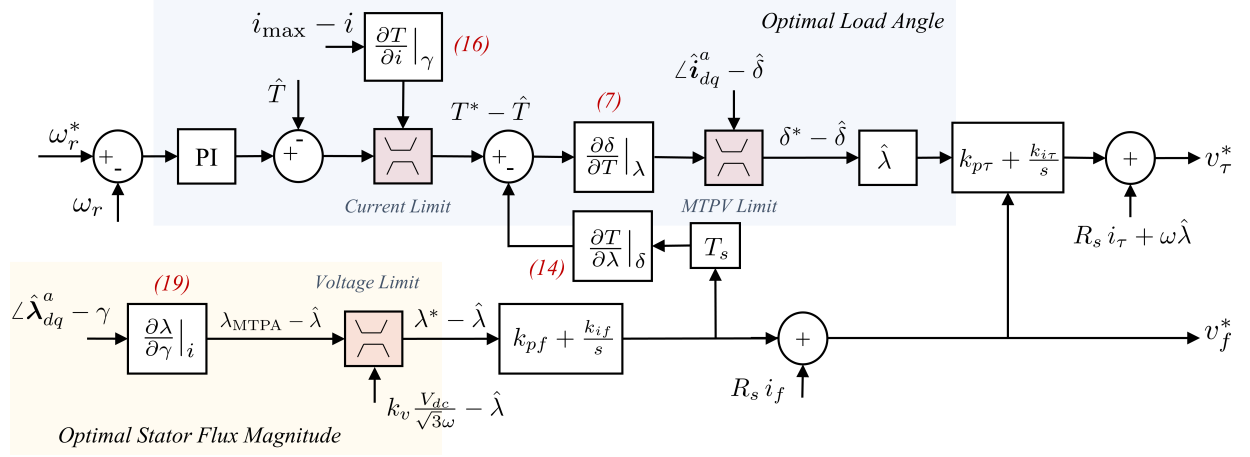 Optimal Load Angle
i_max − i
∂T/∂i |_γ
(16)
ω_r^*
+
-
ω_r
PI
T̂
-
+
Current Limit
T^* − T̂
+
-
(7)
∂δ/∂T |_λ
∠î_dq^a − δ̂
MTPV Limit
δ^* − δ̂
λ̂
k_pτ + k_iτ/s
+
v_τ^*
R_s i_τ + ωλ̂
(14)
∂T/∂λ |_δ
T_s
∠λ̂_dq^a − γ
(19)
∂λ/∂γ |_i
λ_MTPA − λ̂
Voltage Limit
λ^* − λ̂
k_v V_dc/√3ω − λ̂
k_pf + k_if/s
+
R_s i_f
v_f^*
Optimal Stator Flux Magnitude